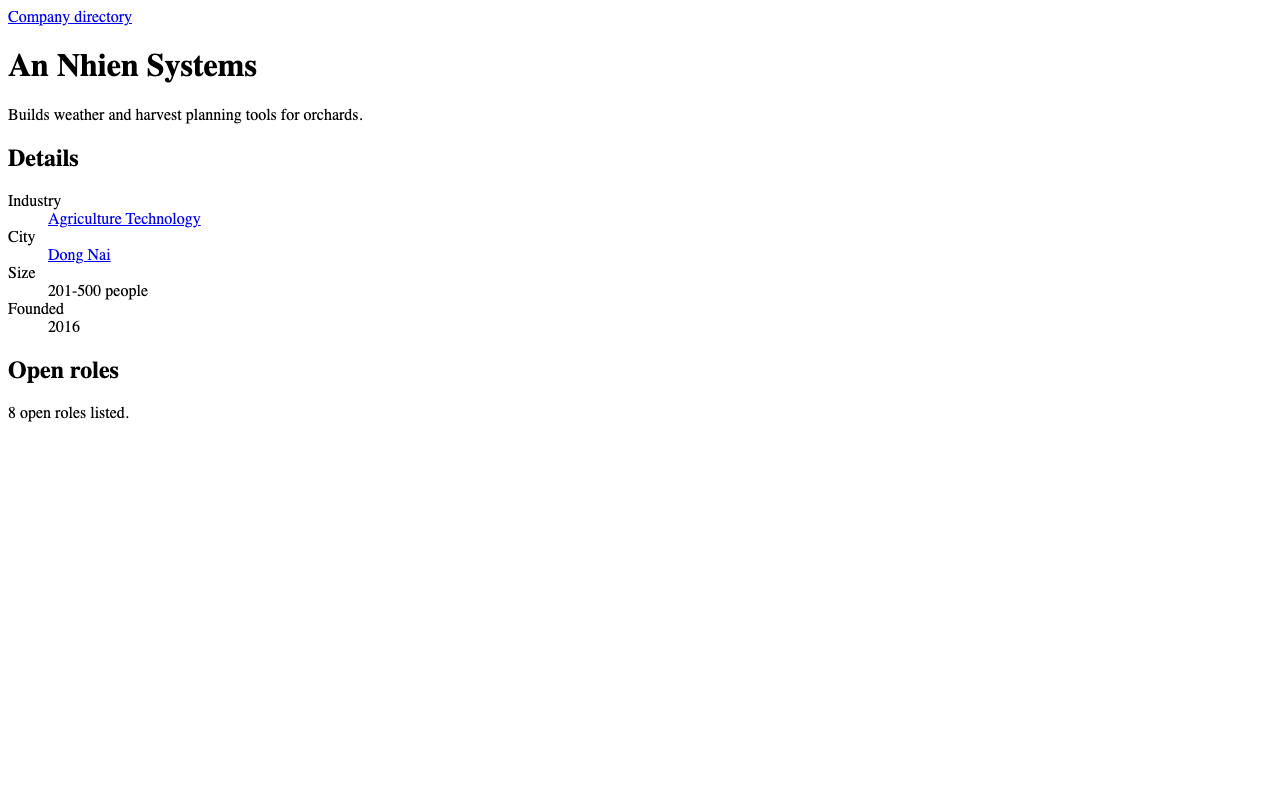 Company directory
An Nhien Systems
Builds weather and harvest planning tools for orchards.
Details
Industry
Agriculture Technology
City
Dong Nai
Size
201-500 people
Founded
2016
Open roles
8 open roles listed.